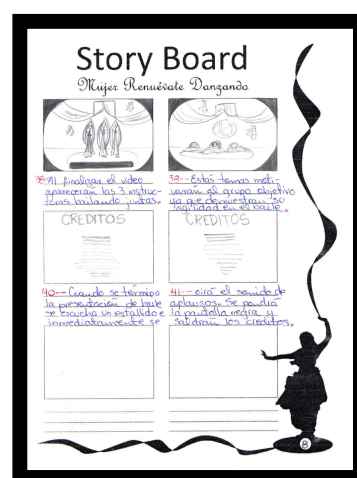 Story Board
Mujer Renuévate Danzando
38-Al finalizar el video
aparecerán las 3 instruc-
toras bailando juntas.
39--Estas tomas moti-
varán al grupo objetivo
ya que demuestran su
agilidad en el baile.
CREDITOS
CREDITOS
40--Cuando se termina
la presentación de baile
se escucha un estallido e
inmediatamente se
41--oirá el sonido de
aplausos. Se pondrá
la pantalla negra y
saldrán los créditos.
8